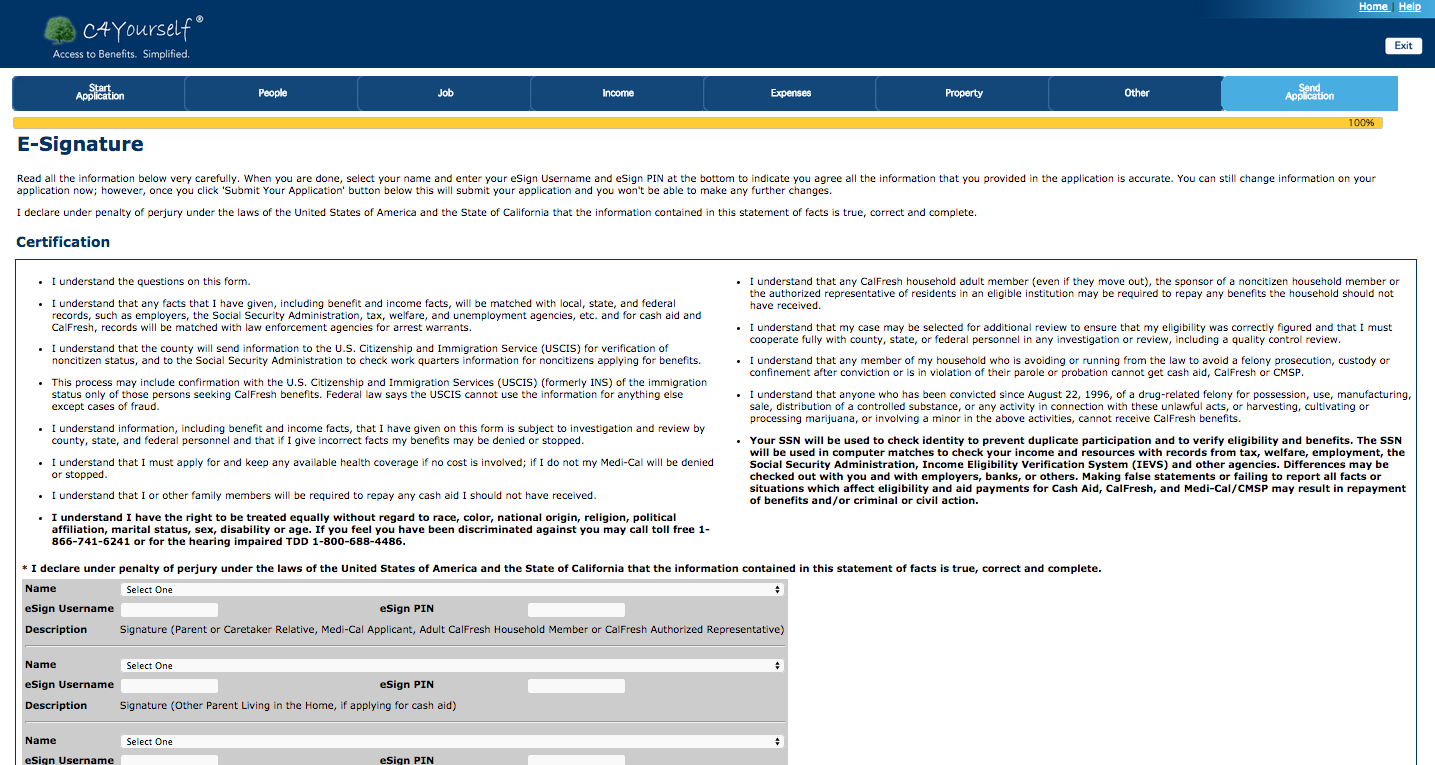 Home | Help
C4Yourself®
Access to Benefits. Simplified.
Exit
Start
Application
People
Job
Income
Expenses
Property
Other
Send
Application
100%
E-Signature
Read all the information below very carefully. When you are done, select your name and enter your eSign Username and eSign PIN at the bottom to indicate you agree all the information that you provided in the application is accurate. You can still change information on your
application now; however, once you click 'Submit Your Application' button below this will submit your application and you won't be able to make any further changes.
I declare under penalty of perjury under the laws of the United States of America and the State of California that the information contained in this statement of facts is true, correct and complete.
Certification
• I understand the questions on this form.
• I understand that any facts that I have given, including benefit and income facts, will be matched with local, state, and federal
records, such as employers, the Social Security Administration, tax, welfare, and unemployment agencies, etc. and for cash aid and
CalFresh, records will be matched with law enforcement agencies for arrest warrants.
• I understand that the county will send information to the U.S. Citizenship and Immigration Service (USCIS) for verification of
noncitizen status, and to the Social Security Administration to check work quarters information for noncitizens applying for benefits.
• This process may include confirmation with the U.S. Citizenship and Immigration Services (USCIS) (formerly INS) of the immigration
status only of those persons seeking CalFresh benefits. Federal law says the USCIS cannot use the information for anything else
except cases of fraud.
• I understand information, including benefit and income facts, that I have given on this form is subject to investigation and review by
county, state, and federal personnel and that if I give incorrect facts my benefits may be denied or stopped.
• I understand that I must apply for and keep any available health coverage if no cost is involved; if I do not my Medi-Cal will be denied
or stopped.
• I understand that I or other family members will be required to repay any cash aid I should not have received.
• I understand I have the right to be treated equally without regard to race, color, national origin, religion, political
affiliation, marital status, sex, disability or age. If you feel you have been discriminated against you may call toll free 1-
866-741-6241 or for the hearing impaired TDD 1-800-688-4486.
• I understand that any CalFresh household adult member (even if they move out), the sponsor of a noncitizen household member or
the authorized representative of residents in an eligible institution may be required to repay any benefits the household should not
have received.
• I understand that my case may be selected for additional review to ensure that my eligibility was correctly figured and that I must
cooperate fully with county, state, or federal personnel in any investigation or review, including a quality control review.
• I understand that any member of my household who is avoiding or running from the law to avoid a felony prosecution, custody or
confinement after conviction or is in violation of their parole or probation cannot get cash aid, CalFresh or CMSP.
• I understand that anyone who has been convicted since August 22, 1996, of a drug-related felony for possession, use, manufacturing,
sale, distribution of a controlled substance, or any activity in connection with these unlawful acts, or harvesting, cultivating or
processing marijuana, or involving a minor in the above activities, cannot receive CalFresh benefits.
• Your SSN will be used to check identity to prevent duplicate participation and to verify eligibility and benefits. The SSN
will be used in computer matches to check your income and resources with records from tax, welfare, employment, the
Social Security Administration, Income Eligibility Verification System (IEVS) and other agencies. Differences may be
checked out with you and with employers, banks, or others. Making false statements or failing to report all facts or
situations which affect eligibility and aid payments for Cash Aid, CalFresh, and Medi-Cal/CMSP may result in repayment
of benefits and/or criminal or civil action.
* I declare under penalty of perjury under the laws of the United States of America and the State of California that the information contained in this statement of facts is true, correct and complete.
Name Select One
eSign Username eSign PIN
Description Signature (Parent or Caretaker Relative, Medi-Cal Applicant, Adult CalFresh Household Member or CalFresh Authorized Representative)
Name Select One
eSign Username eSign PIN
Description Signature (Other Parent Living in the Home, if applying for cash aid)
Name Select One
eSign Username eSign PIN